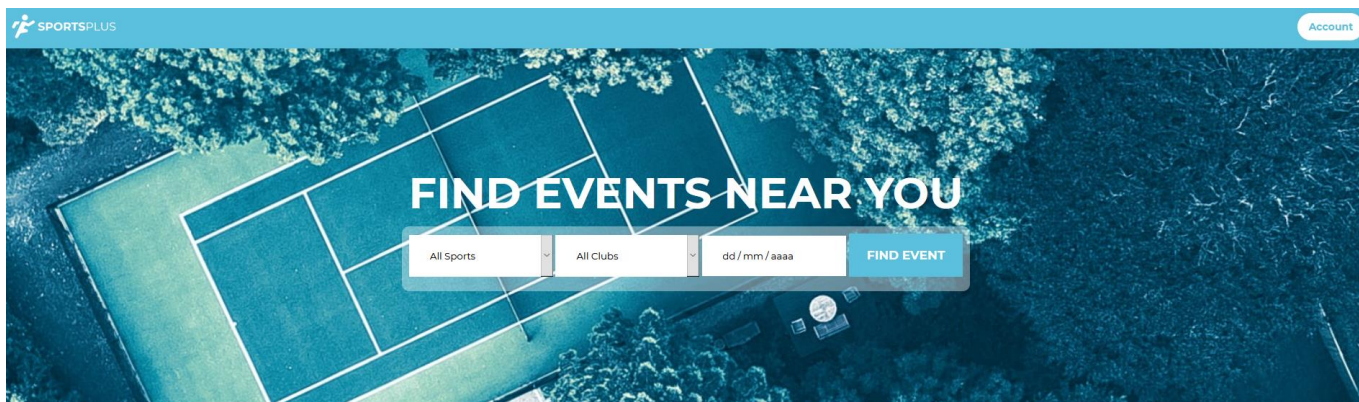 SPORTSPLUS
Account
FIND EVENTS NEAR YOU
All Sports All Clubs dd/mm/aaaa FIND EVENT